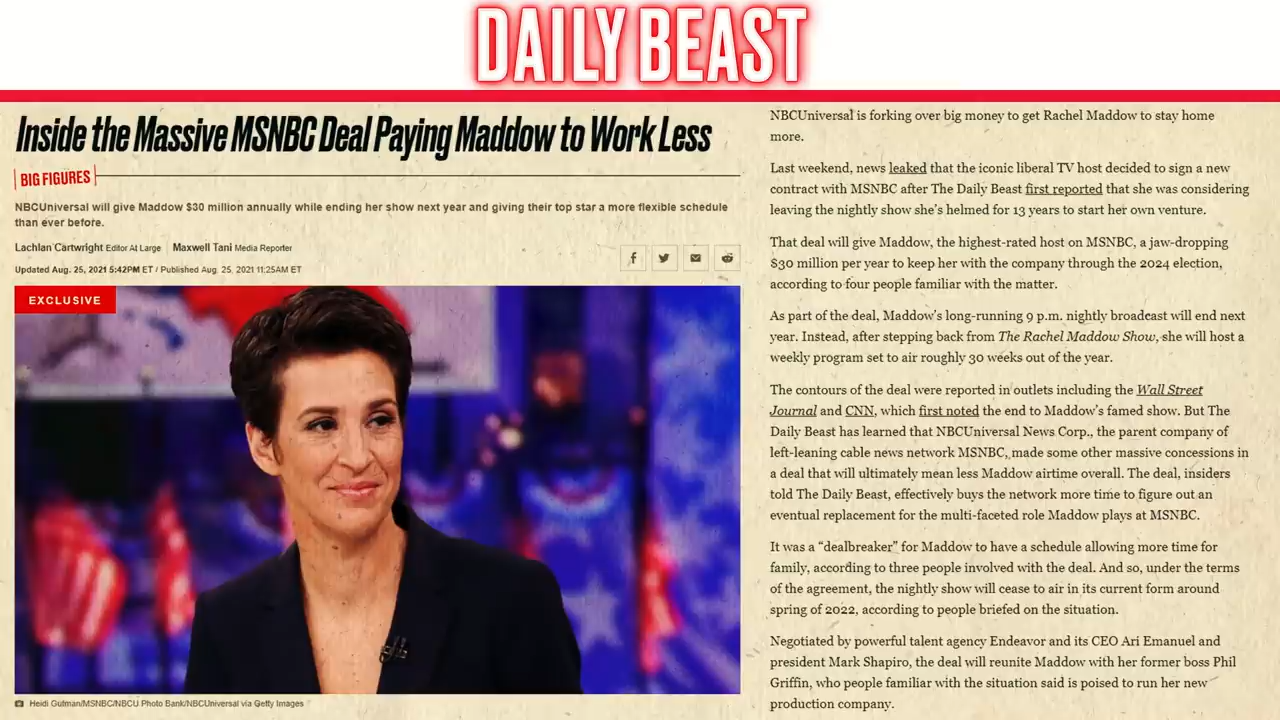 DAILY BEAST
Inside the Massive MSNBC Deal Paying Maddow to Work Less
BIG FIGURES
NBCUniversal will give Maddow $30 million annually while ending her show next year and giving their top star a more flexible schedule
than ever before.
Lachlan Cartwright Editor At Large Maxwell Tani Media Reporter
Updated Aug. 25, 2021 5:42PM ET / Published Aug. 25, 2021 11:25AM ET
EXCLUSIVE
Heidi Gutman/MSNBC/NBCU Photo Bank/NBCUniversal via Getty Images
NBCUniversal is forking over big money to get Rachel Maddow to stay home
more.
Last weekend, news leaked that the iconic liberal TV host decided to sign a new
contract with MSNBC after The Daily Beast first reported that she was considering
leaving the nightly show she's helmed for 13 years to start her own venture.
That deal will give Maddow, the highest-rated host on MSNBC, a jaw-dropping
$30 million per year to keep her with the company through the 2024 election,
according to four people familiar with the matter.
As part of the deal, Maddow's long-running 9 p.m. nightly broadcast will end next
year. Instead, after stepping back from The Rachel Maddow Show, she will host a
weekly program set to air roughly 30 weeks out of the year.
The contours of the deal were reported in outlets including the Wall Street
Journal and CNN, which first noted the end to Maddow's famed show. But The
Daily Beast has learned that NBCUniversal News Corp., the parent company of
left-leaning cable news network MSNBC, made some other massive concessions in
a deal that will ultimately mean less Maddow airtime overall. The deal, insiders
told The Daily Beast, effectively buys the network more time to figure out an
eventual replacement for the multi-faceted role Maddow plays at MSNBC.
It was a “dealbreaker” for Maddow to have a schedule allowing more time for
family, according to three people involved with the deal. And so, under the terms
of the agreement, the nightly show will cease to air in its current form around
spring of 2022, according to people briefed on the situation.
Negotiated by powerful talent agency Endeavor and its CEO Ari Emanuel and
president Mark Shapiro, the deal will reunite Maddow with her former boss Phil
Griffin, who people familiar with the situation said is poised to run her new
production company.